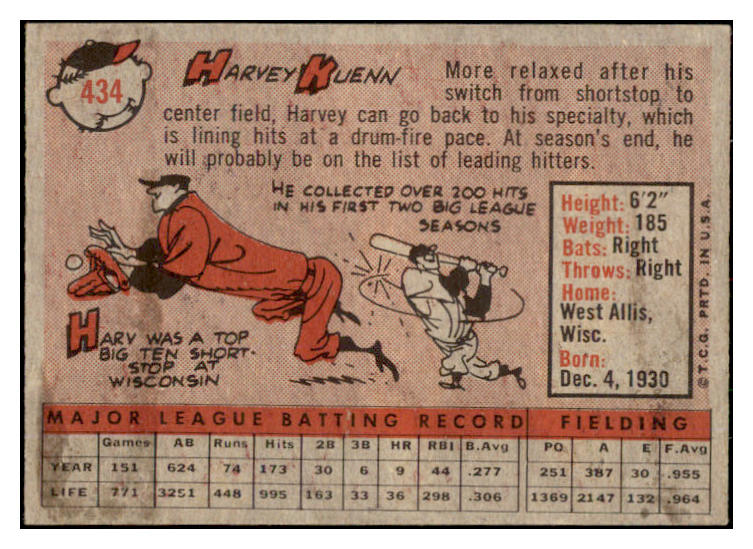 434
HARVEY KUENN
More relaxed after his
switch from shortstop to
center field, Harvey can go back to his specialty, which
is lining hits at a drum-fire pace. At season's end, he
will probably be on the list of leading hitters.
HE COLLECTED OVER 200 HITS
IN HIS FIRST TWO BIG LEAGUE
SEASONS
HARV WAS A TOP
BIG TEN SHORT-
STOP AT
WISCONSIN
Height: 6'2"
Weight: 185
Bats: Right
Throws: Right
Home:
West Allis,
Wisc.
Born:
Dec. 4, 1930
© T.C.G. PRTD. IN U.S.A.
MAJOR LEAGUE BATTING RECORD FIELDING
Games AB Runs Hits 2B 3B HR RBI B.Avg PO A E F.Avg
YEAR 151 624 74 173 30 6 9 44 .277 251 387 30 .955
LIFE 771 3251 448 995 163 33 36 298 .306 1369 2147 132 .964